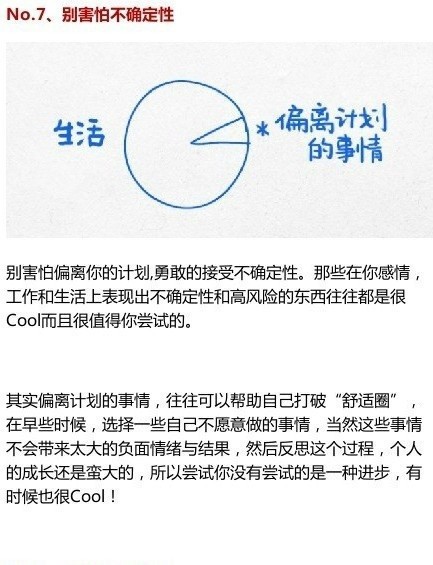 No.7、别害怕不确定性
生活
*偏离计划
的事情
别害怕偏离你的计划,勇敢的接受不确定性。那些在你感情，
工作和生活上表现出不确定性和高风险的东西往往都是很
Cool而且很值得你尝试的。
其实偏离计划的事情，往往可以帮助自己打破“舒适圈”，
在早些时候，选择一些自己不愿意做的事情，当然这些事情
不会带来太大的负面情绪与结果，然后反思这个过程，个人
的成长还是蛮大的，所以尝试你没有尝试的是一种进步，有
时候也很Cool！